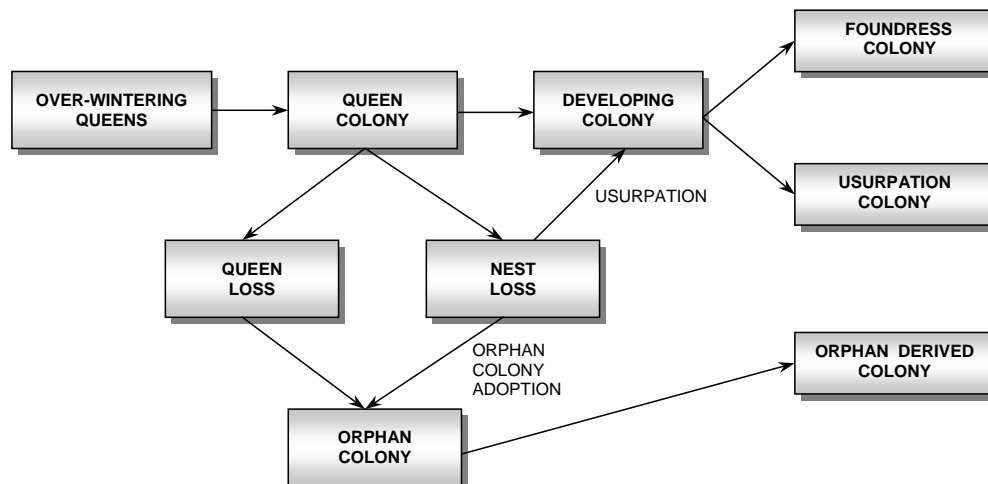 FOUNDRESS
COLONY
OVER-WINTERING
QUEENS
QUEEN
COLONY
DEVELOPING
COLONY
USURPATION
COLONY
USURPATION
QUEEN
LOSS
NEST
LOSS
ORPHAN
COLONY
ADOPTION
ORPHAN DERIVED
COLONY
ORPHAN
COLONY